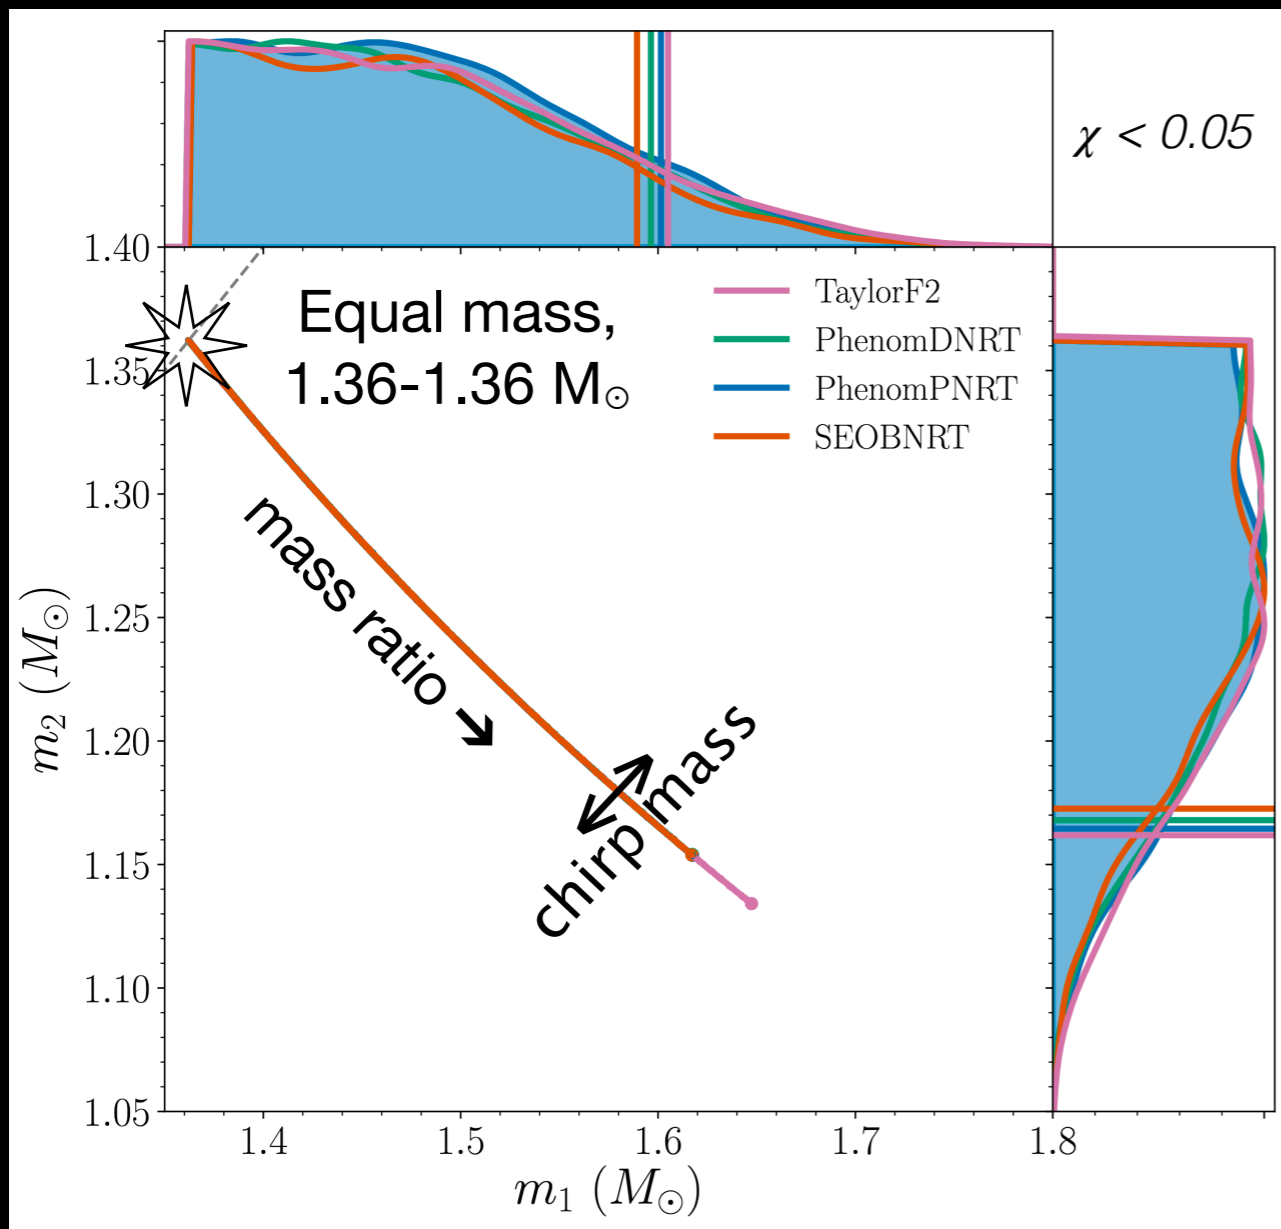 χ < 0.05
Equal mass,
1.36-1.36 M☉
TaylorF2
PhenomDNRT
PhenomPNRT
SEOBNRT
mass ratio ➔
chirp mass
1.40
1.35
1.30
1.25
1.20
1.15
1.10
1.05
m₂ (M☉)
1.4 1.5 1.6 1.7 1.8
m₁ (M☉)